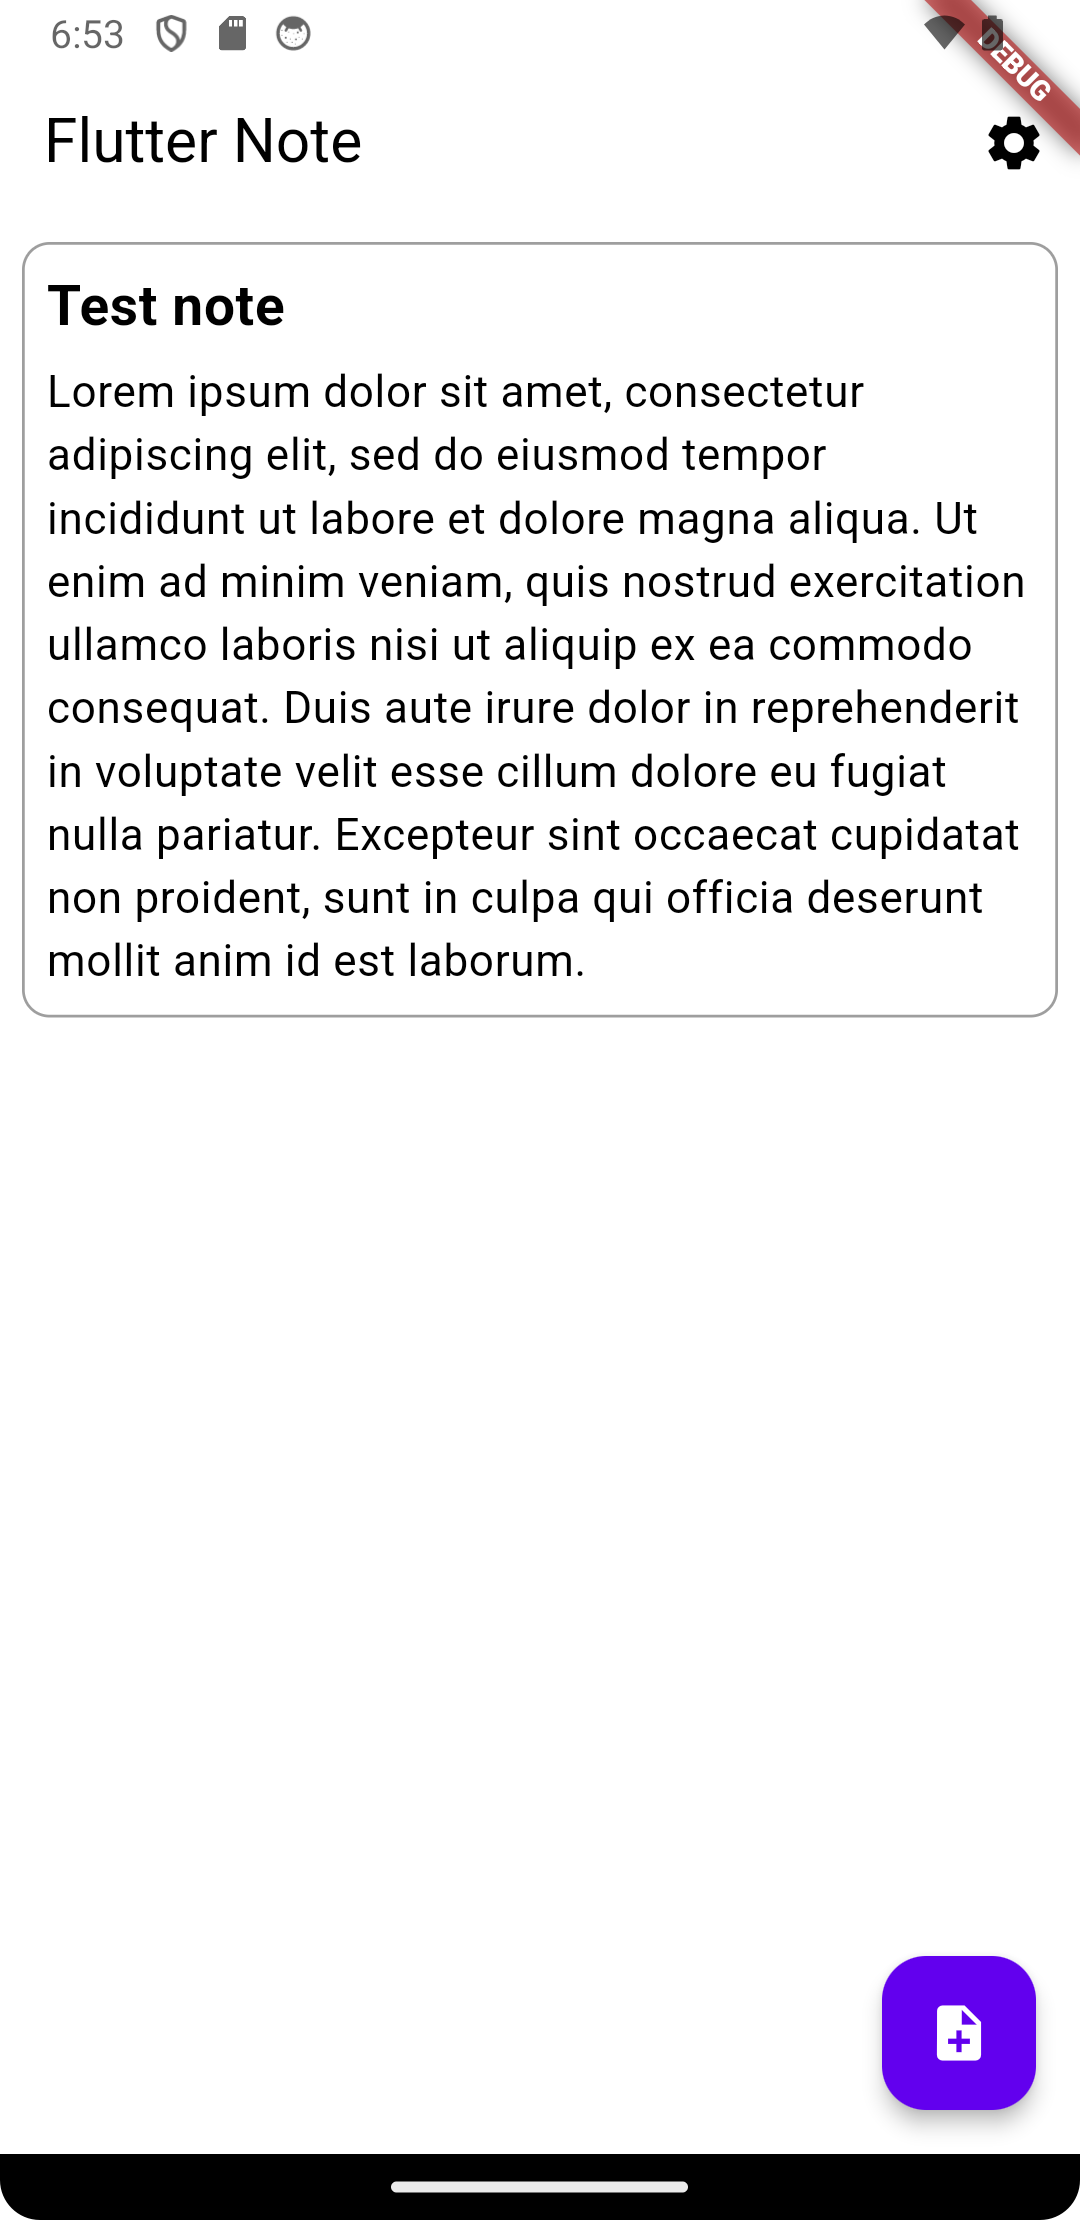 6:53
DEBUG
Flutter Note
Test note
Lorem ipsum dolor sit amet, consectetur
adipiscing elit, sed do eiusmod tempor
incididunt ut labore et dolore magna aliqua. Ut
enim ad minim veniam, quis nostrud exercitation
ullamco laboris nisi ut aliquip ex ea commodo
consequat. Duis aute irure dolor in reprehenderit
in voluptate velit esse cillum dolore eu fugiat
nulla pariatur. Excepteur sint occaecat cupidatat
non proident, sunt in culpa qui officia deserunt
mollit anim id est laborum.